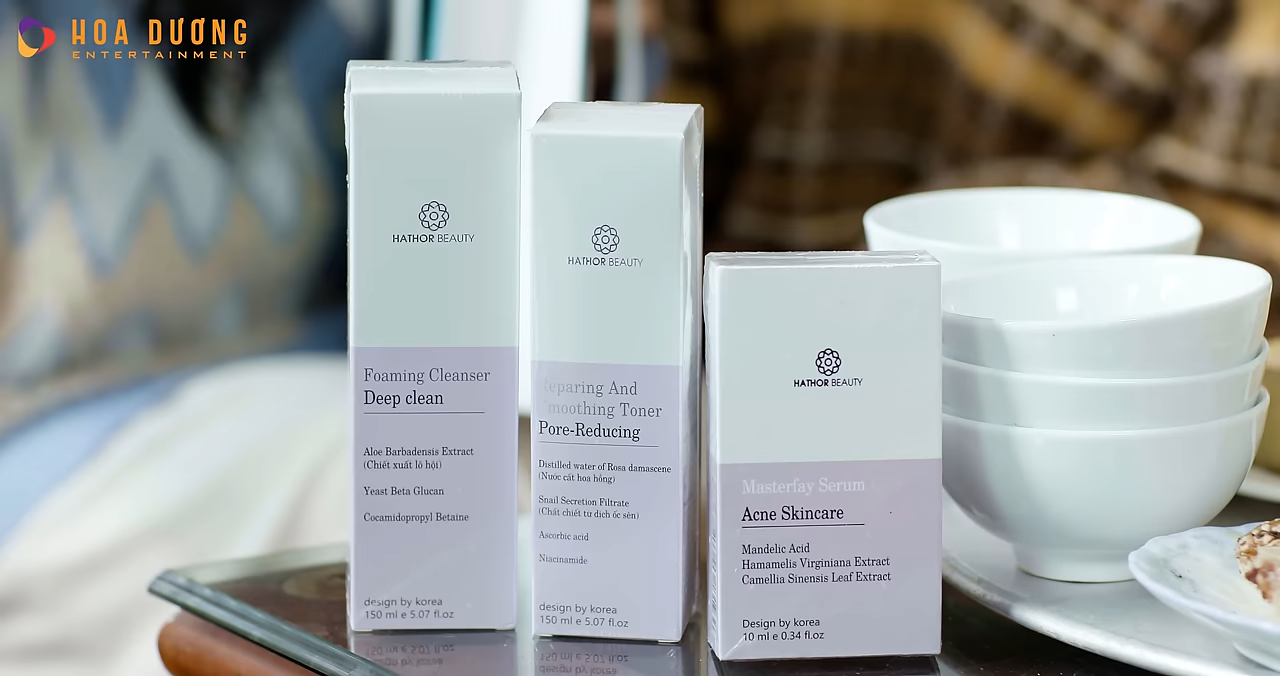 HOA DƯƠNG
ENTERTAINMENT
HATHOR BEAUTY
Foaming Cleanser
Deep clean
Aloe Barbadensis Extract
(Chiết xuất lô hội)
Yeast Beta Glucan
Cocamidopropyl Betaine
design by korea
150 ml e 5.07 fl.oz
HATHOR BEAUTY
Reparing And
Smoothing Toner
Pore-Reducing
Distilled water of Rosa damascene
(Nước cất hoa hồng)
Snail Secretion Filtrate
(Chất chiết từ dịch ốc sên)
Ascorbic acid
Niacinamide
design by korea
150 ml e 5.07 fl.oz
HATHOR BEAUTY
Masterfay Serum
Acne Skincare
Mandelic Acid
Hamamelis Virginiana Extract
Camellia Sinensis Leaf Extract
Design by korea
10 ml e 0.34 fl.oz